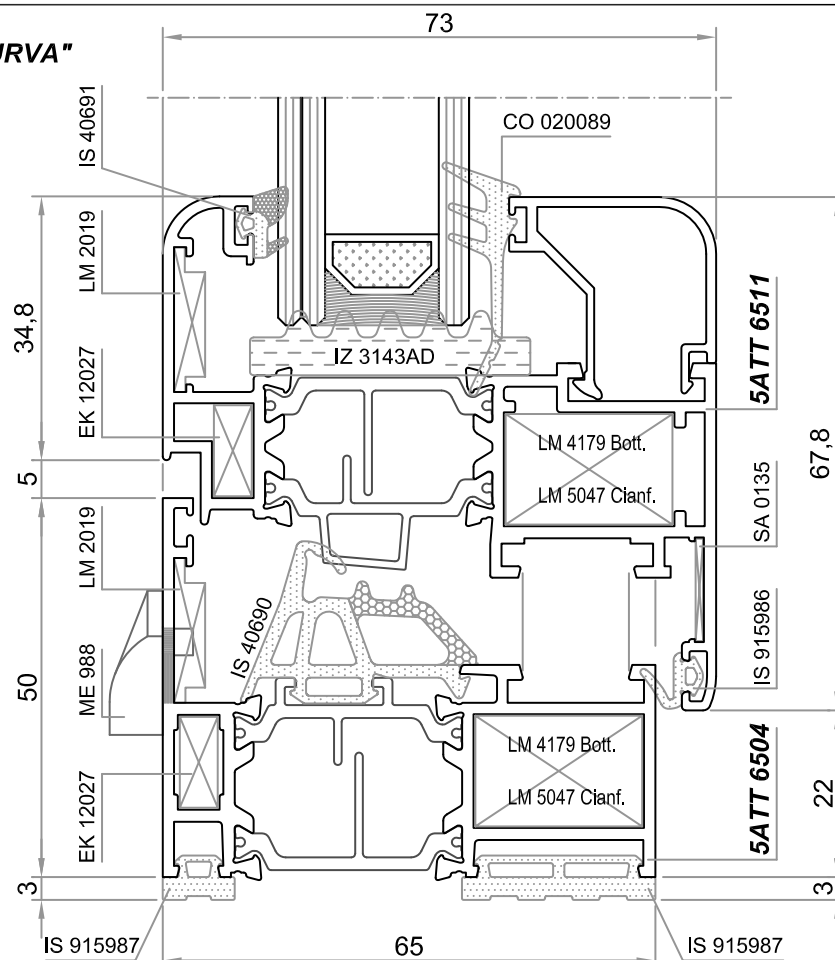 73
URVA"
IS 40691
CO 020089
LM 2019
34,8
IZ 3143AD
5ATT 6511
EK 12027
LM 4179 Bott.
LM 5047 Cianf.
67,8
5
SA 0135
LM 2019
IS 40690
IS 915986
50
ME 988
LM 4179 Bott.
LM 5047 Cianf.
5ATT 6504
22
EK 12027
3
3
IS 915987
65
IS 915987